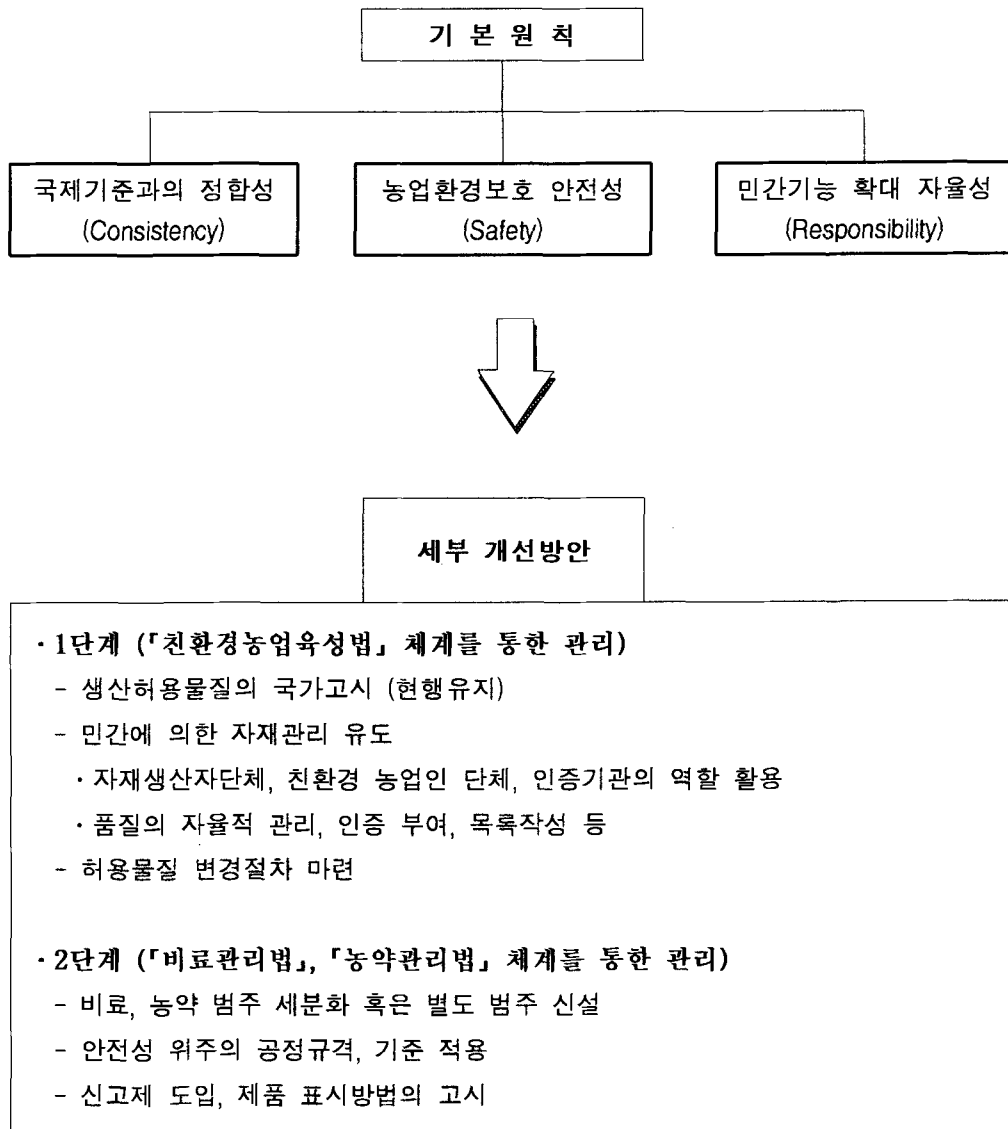 기 본 원 칙
국제기준과의 정합성
(Consistency)
농업환경보호 안전성
(Safety)
민간기능 확대 자율성
(Responsibility)
세부 개선방안
· 1단계 (「친환경농업육성법」 체계를 통한 관리)
- 생산허용물질의 국가고시 (현행유지)
- 민간에 의한 자재관리 유도
· 자재생산자단체, 친환경 농업인 단체, 인증기관의 역할 활용
· 품질의 자율적 관리, 인증 부여, 목록작성 등
- 허용물질 변경절차 마련
· 2단계 (「비료관리법」, 「농약관리법」 체계를 통한 관리)
- 비료, 농약 범주 세분화 혹은 별도 범주 신설
- 안전성 위주의 공정규격, 기준 적용
- 신고제 도입, 제품 표시방법의 고시